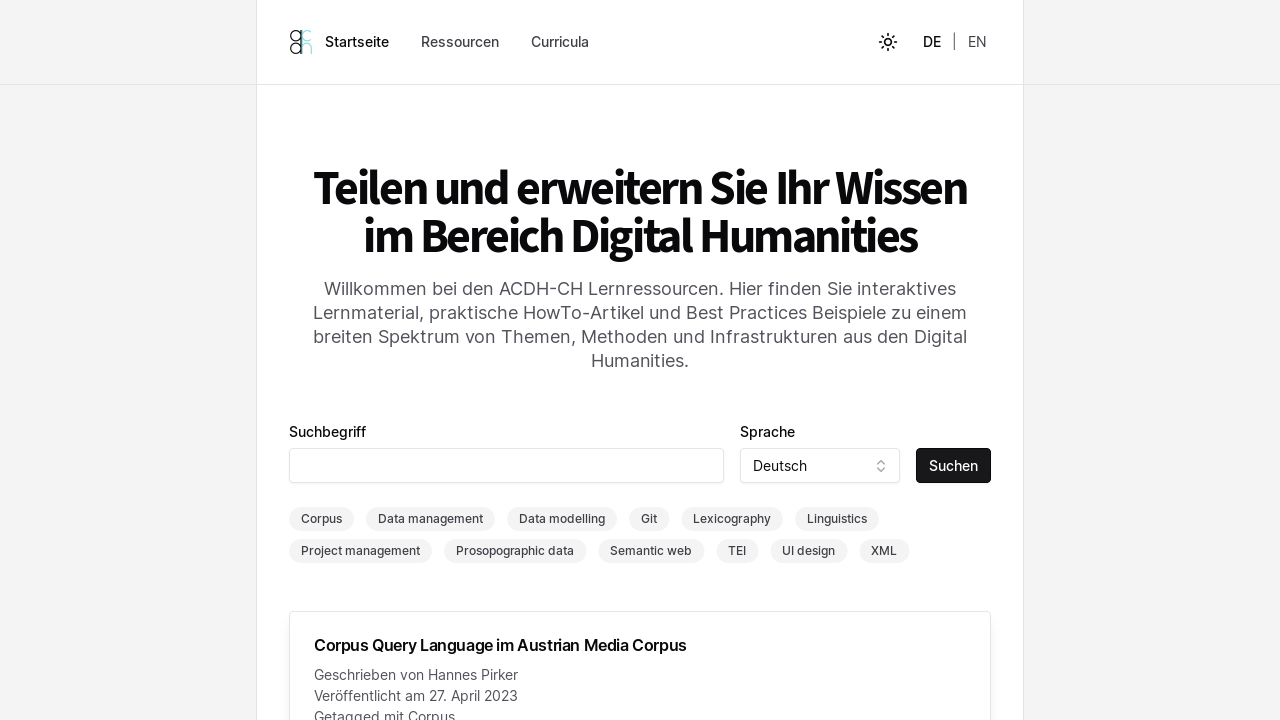 Startseite Ressourcen Curricula DE | EN
Teilen und erweitern Sie Ihr Wissen
im Bereich Digital Humanities
Willkommen bei den ACDH-CH Lernressourcen. Hier finden Sie interaktives
Lernmaterial, praktische HowTo-Artikel und Best Practices Beispiele zu einem
breiten Spektrum von Themen, Methoden und Infrastrukturen aus den Digital
Humanities.
Suchbegriff Sprache
Deutsch Suchen
Corpus Data management Data modelling Git Lexicography Linguistics
Project management Prosopographic data Semantic web TEI UI design XML
Corpus Query Language im Austrian Media Corpus
Geschrieben von Hannes Pirker
Veröffentlicht am 27. April 2023
Getagged mit Corpus